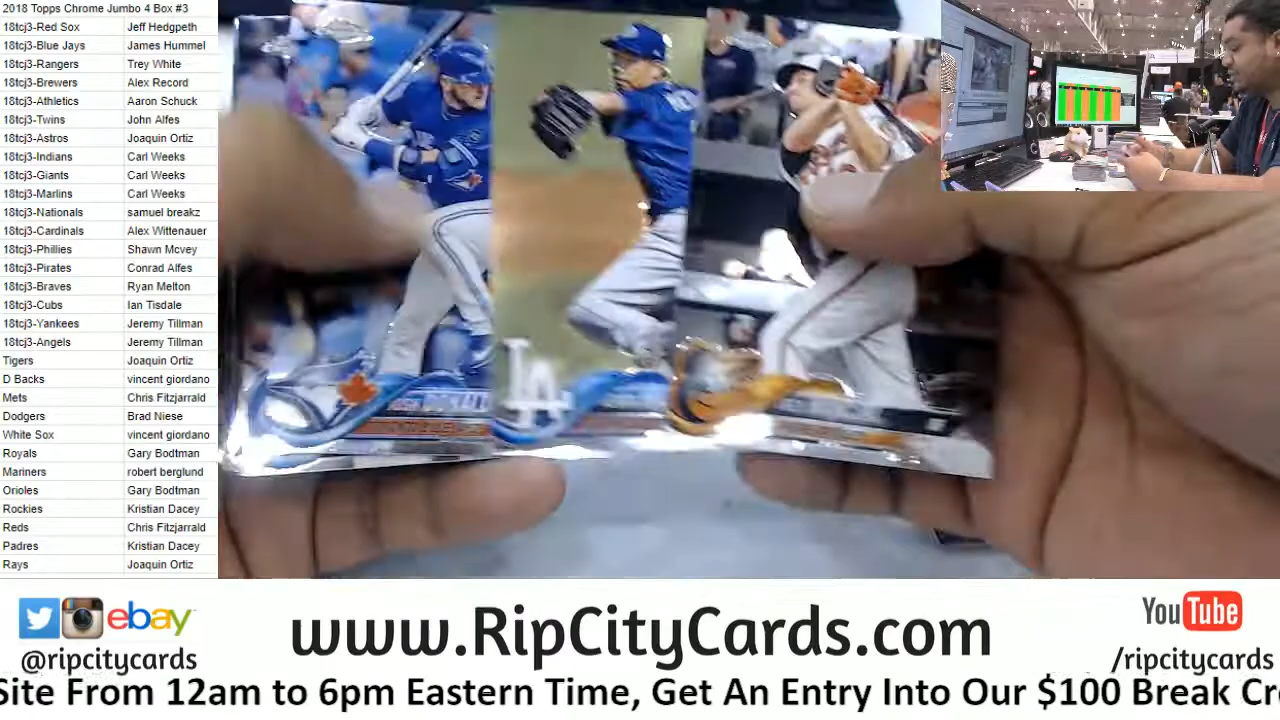 2018 Topps Chrome Jumbo 4 Box #3
18tcj3-Red Sox Jeff Hedgpeth
18tcj3-Blue Jays James Hummel
18tcj3-Rangers Trey White
18tcj3-Brewers Alex Record
18tcj3-Athletics Aaron Schuck
18tcj3-Twins John Alfes
18tcj3-Astros Joaquin Ortiz
18tcj3-Indians Carl Weeks
18tcj3-Giants Carl Weeks
18tcj3-Marlins Carl Weeks
18tcj3-Nationals samuel breakz
18tcj3-Cardinals Alex Wittenauer
18tcj3-Phillies Shawn Mcvey
18tcj3-Pirates Conrad Alfes
18tcj3-Braves Ryan Melton
18tcj3-Cubs Ian Tisdale
18tcj3-Yankees Jeremy Tillman
18tcj3-Angels Jeremy Tillman
Tigers Joaquin Ortiz
D Backs vincent giordano
Mets Chris Fitzjarrald
Dodgers Brad Niese
White Sox vincent giordano
Royals Gary Bodtman
Mariners robert berglund
Orioles Gary Bodtman
Rockies Kristian Dacey
Reds Chris Fitzjarrald
Padres Kristian Dacey
Rays Joaquin Ortiz
LA
ebay
@ripcitycards
www.RipCityCards.com
YouTube
/ripcitycards
Site From 12am to 6pm Eastern Time, Get An Entry Into Our $100 Break Cr